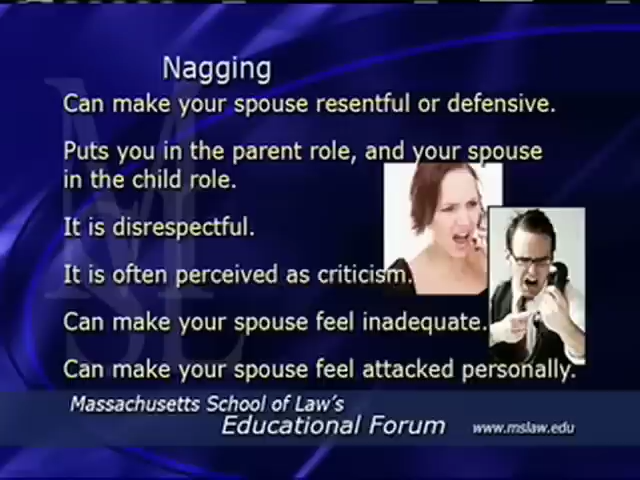 Nagging
Can make your spouse resentful or defensive.
Puts you in the parent role, and your spouse
in the child role.
It is disrespectful.
It is often perceived as criticism.
Can make your spouse feel inadequate.
Can make your spouse feel attacked personally.
Massachusetts School of Law's
Educational Forum www.mslaw.edu